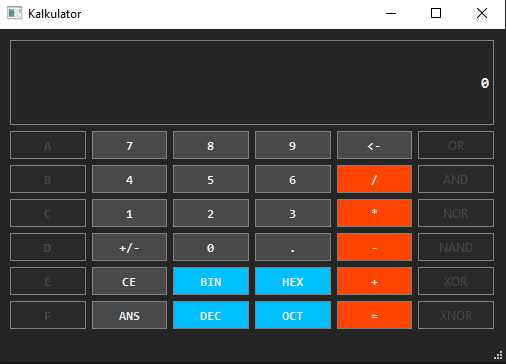 Kalkulator
0
A 7 8 9 <- OR
B 4 5 6 / AND
C 1 2 3 * NOR
D +/- 0 . - NAND
E CE BIN HEX + XOR
F ANS DEC OCT = XNOR